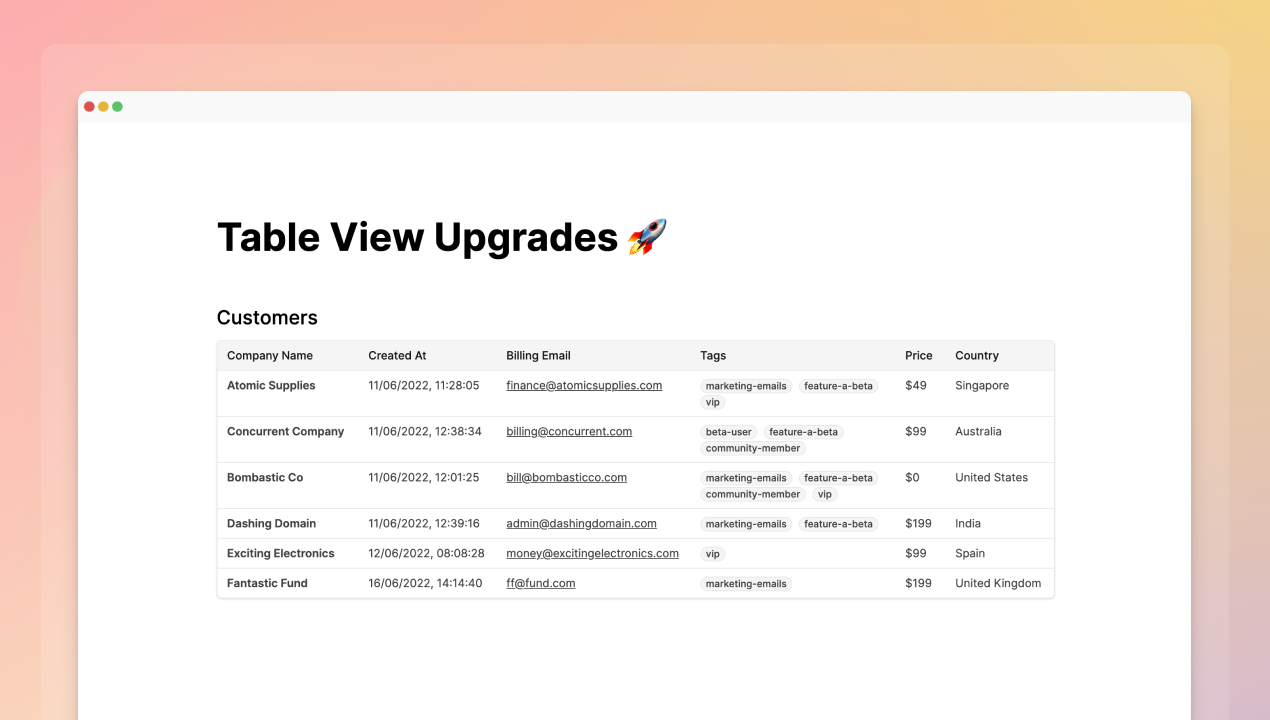 Table View Upgrades 🚀
Customers
Company Name Created At Billing Email Tags Price Country
Atomic Supplies 11/06/2022, 11:28:05 finance@atomicsupplies.com marketing-emails feature-a-beta $49 Singapore
vip
Concurrent Company 11/06/2022, 12:38:34 billing@concurrent.com beta-user feature-a-beta $99 Australia
community-member
Bombastic Co 11/06/2022, 12:01:25 bill@bombasticco.com marketing-emails feature-a-beta $0 United States
community-member vip
Dashing Domain 11/06/2022, 12:39:16 admin@dashingdomain.com marketing-emails feature-a-beta $199 India
Exciting Electronics 12/06/2022, 08:08:28 money@excitingelectronics.com vip $99 Spain
Fantastic Fund 16/06/2022, 14:14:40 ff@fund.com marketing-emails $199 United Kingdom